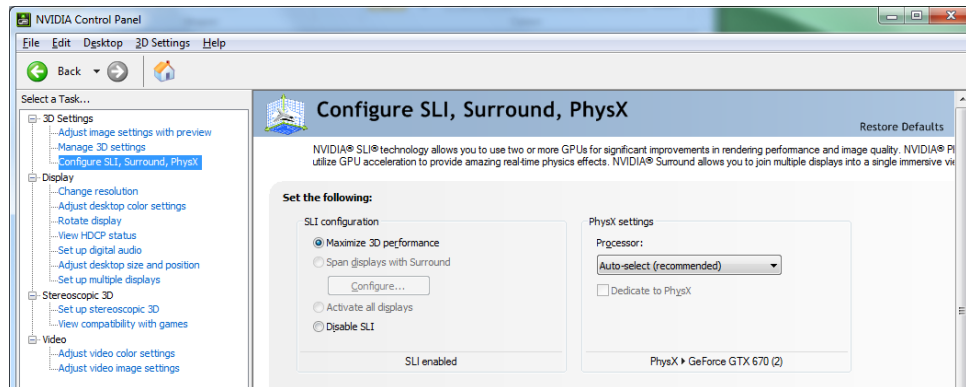 NVIDIA Control Panel
File Edit Desktop 3D Settings Help
Back
Select a Task...
3D Settings
Adjust image settings with preview
Manage 3D settings
Configure SLI, Surround, PhysX
Display
Change resolution
Adjust desktop color settings
Rotate display
View HDCP status
Set up digital audio
Adjust desktop size and position
Set up multiple displays
Stereoscopic 3D
Set up stereoscopic 3D
View compatibility with games
Video
Adjust video color settings
Adjust video image settings
Configure SLI, Surround, PhysX
Restore Defaults
NVIDIA® SLI® technology allows you to use two or more GPUs for significant improvements in rendering performance and image quality. NVIDIA®
utilize GPU acceleration to provide amazing real-time physics effects. NVIDIA® Surround allows you to join multiple displays into a single immersive
Set the following:
SLI configuration
Maximize 3D performance
Span displays with Surround
Configure...
Activate all displays
Disable SLI
SLI enabled
PhysX settings
Processor:
Auto-select (recommended)
Dedicate to PhysX
PhysX ▸ GeForce GTX 670 (2)